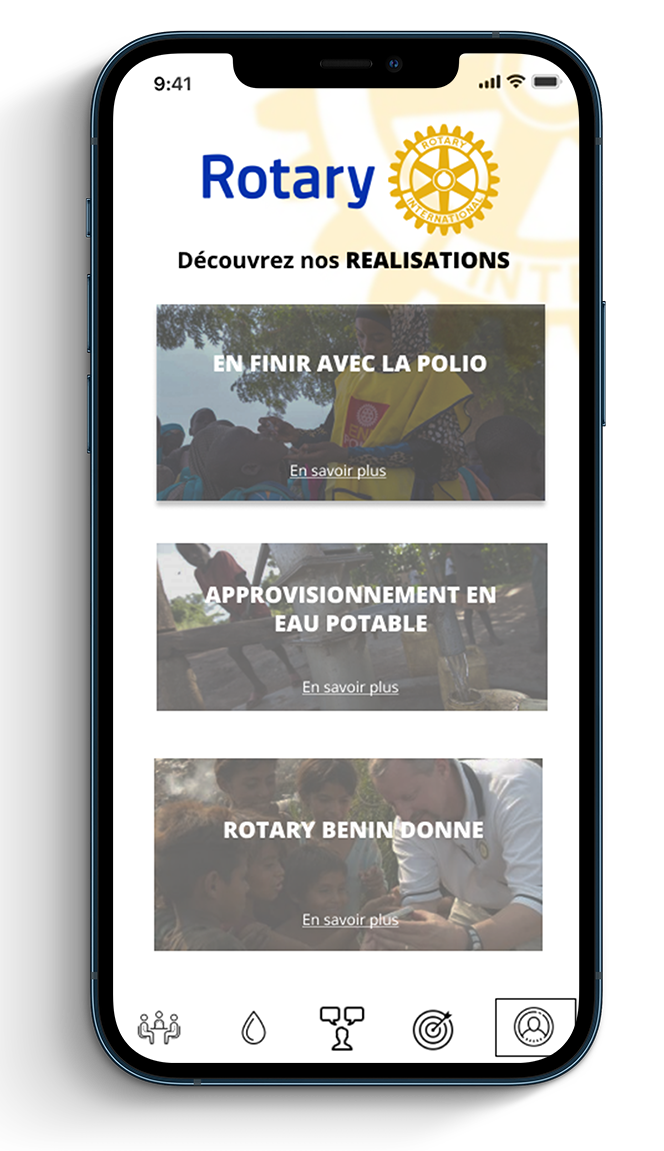 9:41
Rotary
ROTARY
INTERNATIONAL
Découvrez nos REALISATIONS
EN FINIR AVEC LA POLIO
En savoir plus
APPROVISIONNEMENT EN
EAU POTABLE
En savoir plus
ROTARY BENIN DONNE
En savoir plus